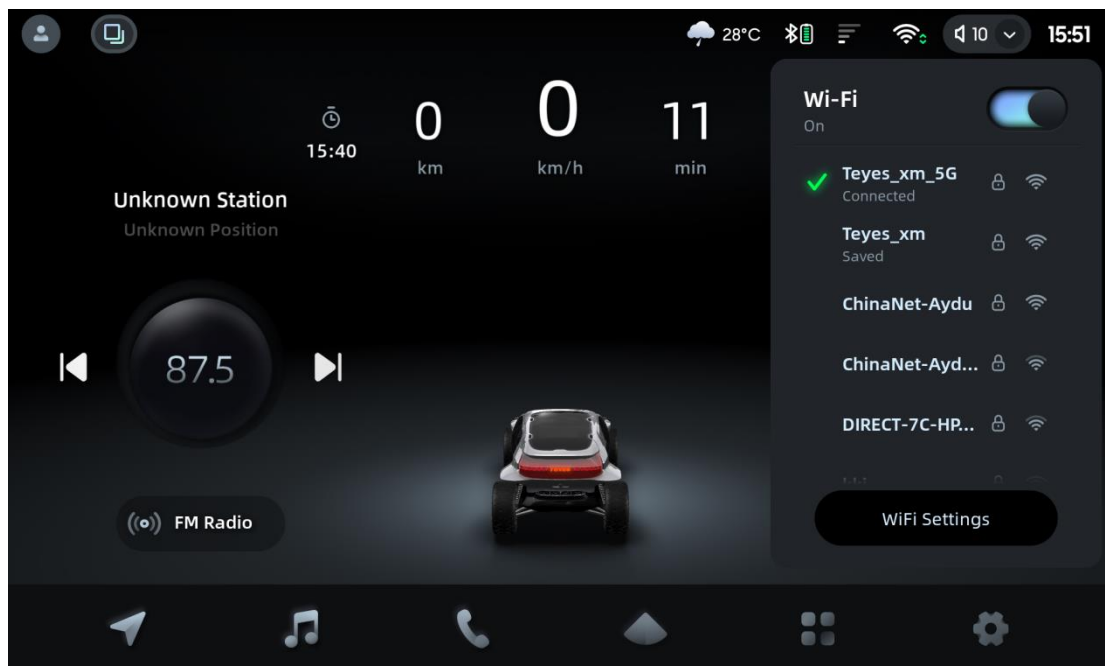 28°C
10
15:51
15:40
0
km
0
km/h
11
min
Unknown Station
Unknown Position
87.5
FM Radio
Wi-Fi
On
Teyes_xm_5G
Connected
Teyes_xm
Saved
ChinaNet-Aydu
ChinaNet-Ayd...
DIRECT-7C-HP...
WiFi Settings